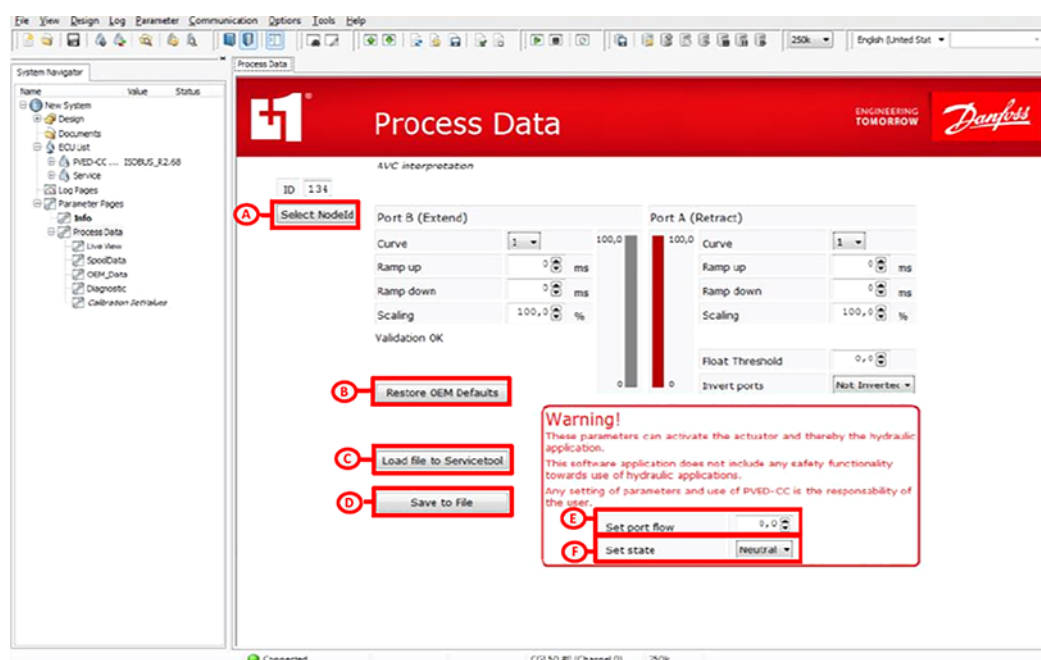 File View Design Log Parameter Communication Options Tools Help
250k English (United Stat
System Navigator
Process Data
Name Value Status
New System
Design
Documents
ECU List
PVED-CC ... ISOBUS_R2.68
Service
Log Pages
Parameter Pages
Info
Process Data
Live View
SpoolData
OEM_Data
Diagnostic
+1
Process Data
ENGINEERING
TOMORROW
Danfoss
AVC interpretation
ID 134
A Select NodeId
Port B (Extend) Port A (Retract)
Curve 1 100,0 100,0 Curve 1
Ramp up 0 ms Ramp up 0 ms
Ramp down 0 ms Ramp down 0 ms
Scaling 100,0 % Scaling 100,0 %
Validation OK
Float Threshold 0,0
0 0 Invert ports Not Inverted
B Restore OEM Defaults
Warning!
These parameters can activate the actuator and thereby the hydraulic
application.
This software application does not include any safety functionality
towards use of hydraulic applications.
Any setting of parameters and use of PVED-CC is the responsability of
the user.
C Load file to Servicetool
D Save to File
E Set port flow 0,0
F Set state Neutral
Connected 250k